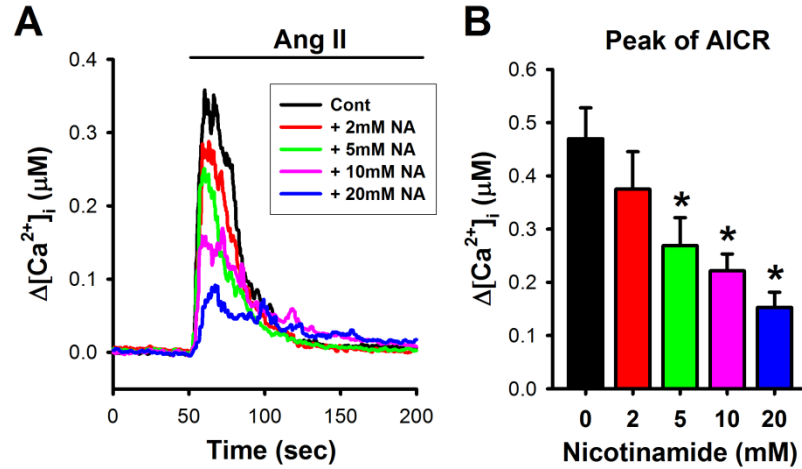 A
Ang II
0.4
0.3
0.2
0.1
0.0
Δ[Ca²⁺]ᵢ (μM)
Cont
+ 2mM NA
+ 5mM NA
+ 10mM NA
+ 20mM NA
0 50 100 150 200
Time (sec)
B
Peak of AICR
0.6
0.5
0.4
0.3
0.2
0.1
0.0
Δ[Ca²⁺]ᵢ (μM)
* * *
0 2 5 10 20
Nicotinamide (mM)